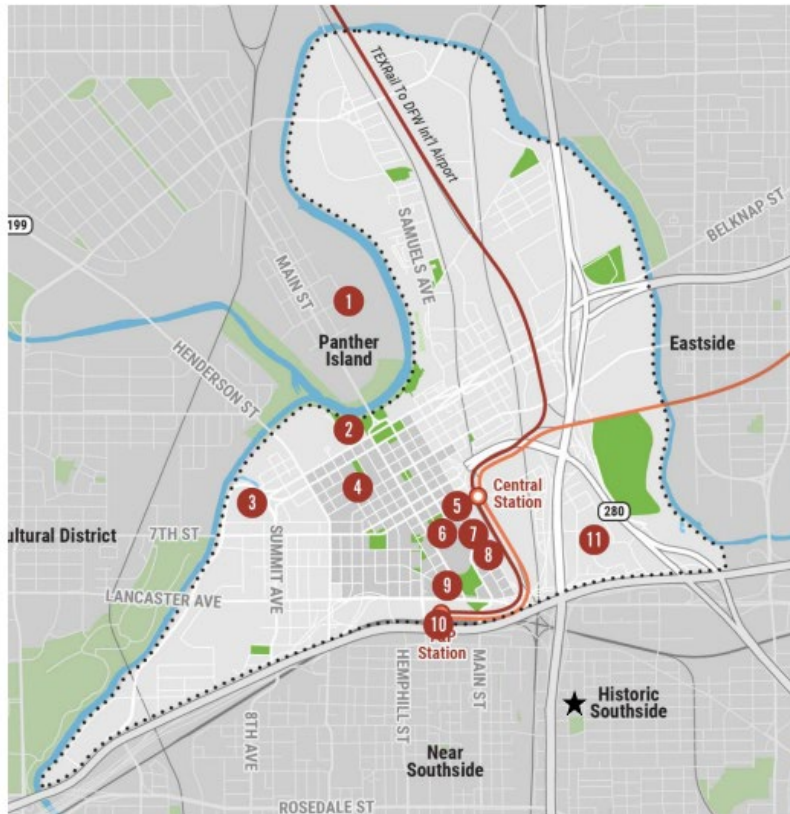 TEXRail To DFW Int'l Airport
199
BELKNAP ST
SAMUELS AVE
MAIN ST
1
Panther
Island
Eastside
HENDERSON ST
2
4
Central
Station
3
5
280
ultural District
7TH ST
6
7
11
8
SUMMIT AVE
9
LANCASTER AVE
10
Station
HEMPHILL ST
MAIN ST
Historic
Southside
8TH AVE
Near
Southside
ROSEDALE ST